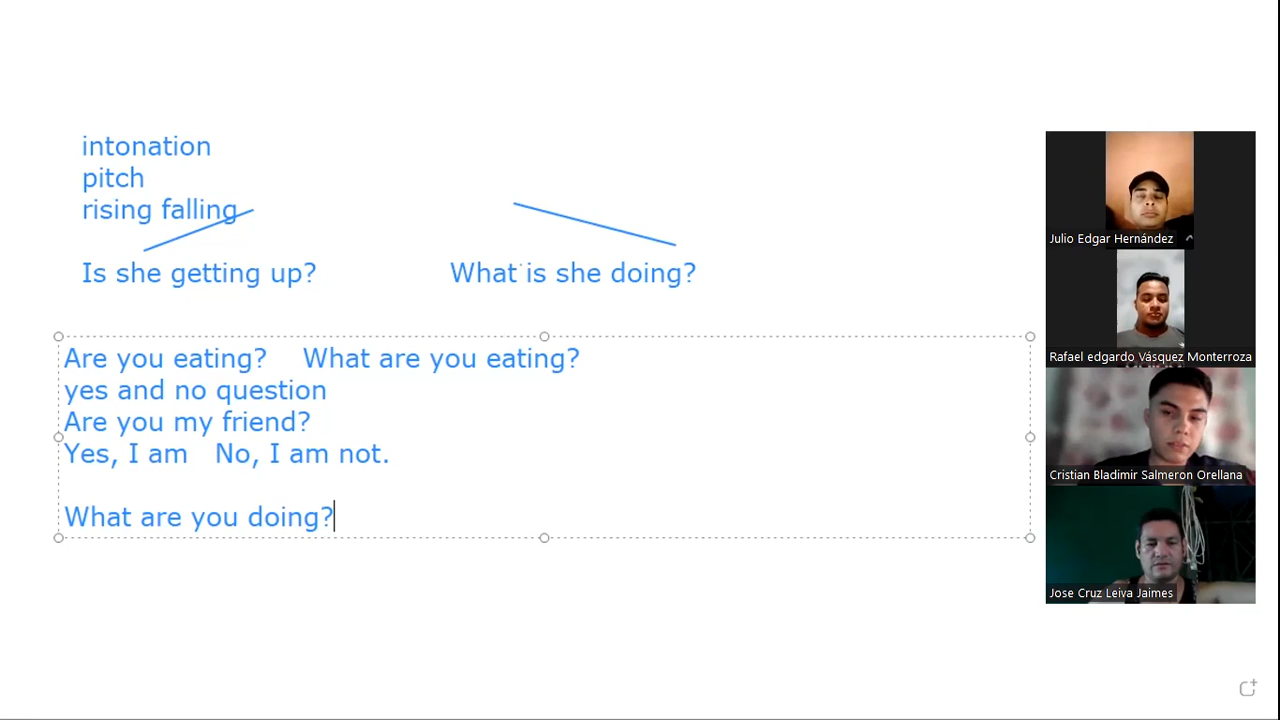 intonation
pitch
rising falling
Is she getting up? What is she doing?
Are you eating? What are you eating?
yes and no question
Are you my friend?
Yes, I am No, I am not.
What are you doing?
Julio Edgar Hernández
Rafael edgardo Vásquez Monterroza
Cristian Bladimir Salmeron Orellana
Jose Cruz Leiva Jaimes